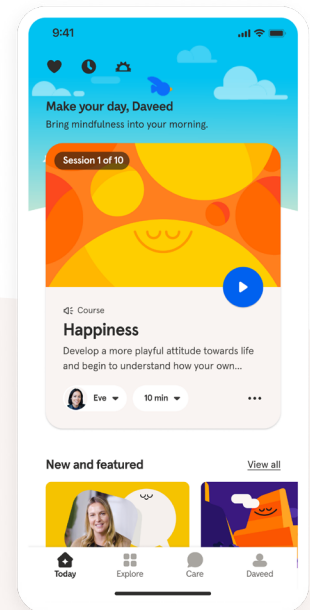 9:41
Make your day, Daveed
Bring mindfulness into your morning.
Session 1 of 10
Course
Happiness
Develop a more playful attitude towards life
and begin to understand how your own...
Eve
10 min
New and featured
View all
Today
Explore
Care
Daveed